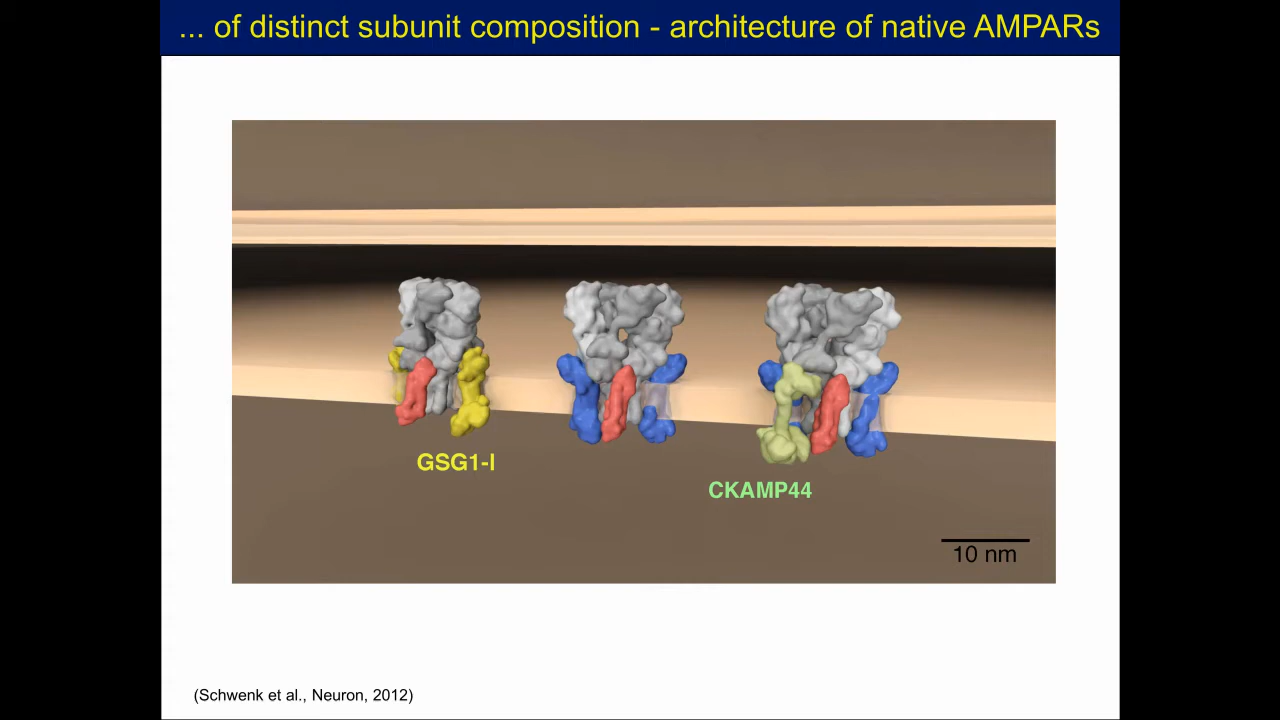 ... of distinct subunit composition - architecture of native AMPARs
GSG1-l
CKAMP44
10 nm
(Schwenk et al., Neuron, 2012)